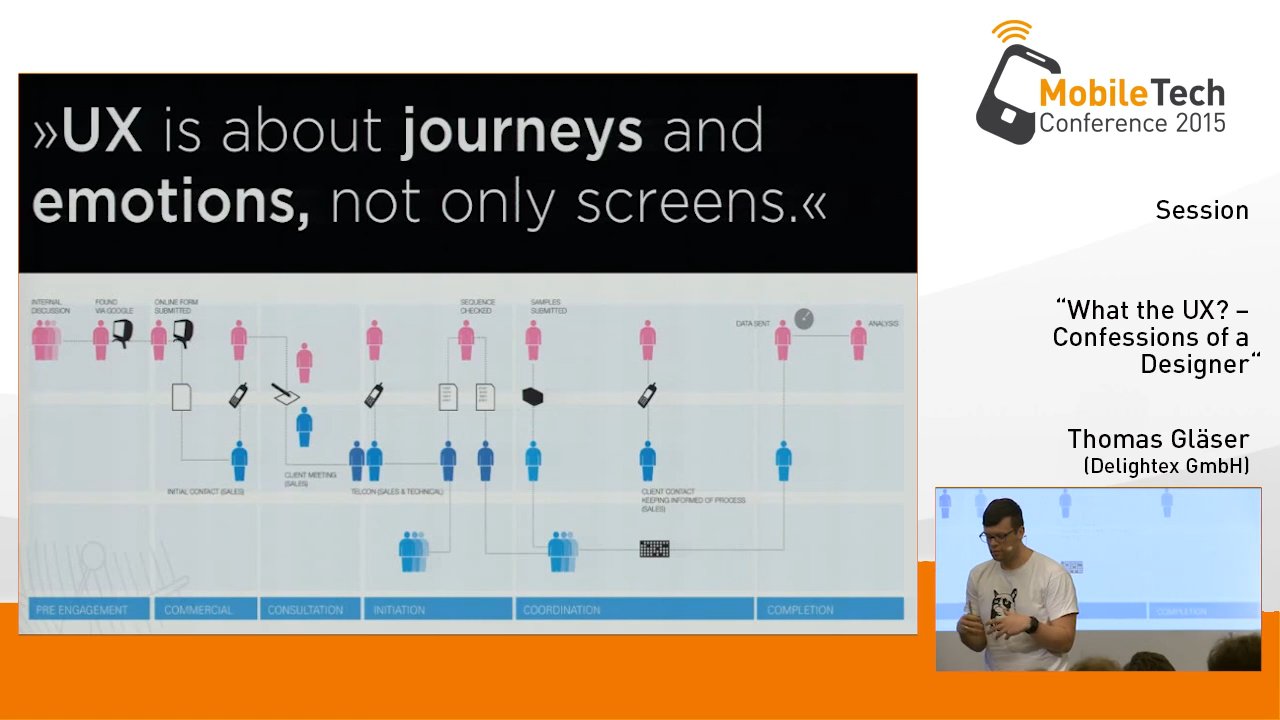 »UX is about journeys and
emotions, not only screens.«
INTERNAL
DISCUSSION
FOUND
VIA GOOGLE
ONLINE FORM
SUBMITTED
SEQUENCE
CHECKED
SAMPLES
SUBMITTED
DATA SENT
ANALYSIS
INITIAL CONTACT (SALES)
CLIENT MEETING
(SALES)
TELCON (SALES & TECHNICAL)
CLIENT CONTACT
KEEPING INFORMED OF PROCESS
(SALES)
PRE ENGAGEMENT
COMMERCIAL
CONSULTATION
INITIATION
COORDINATION
COMPLETION
MobileTech
Conference 2015
Session
“What the UX? –
Confessions of a
Designer“
Thomas Gläser
(Delightex GmbH)
COMPLETION